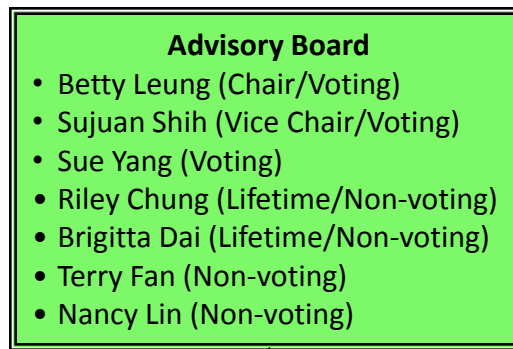 Advisory Board
• Betty Leung (Chair/Voting)
• Sujuan Shih (Vice Chair/Voting)
• Sue Yang (Voting)
• Riley Chung (Lifetime/Non-voting)
• Brigitta Dai (Lifetime/Non-voting)
• Terry Fan (Non-voting)
• Nancy Lin (Non-voting)